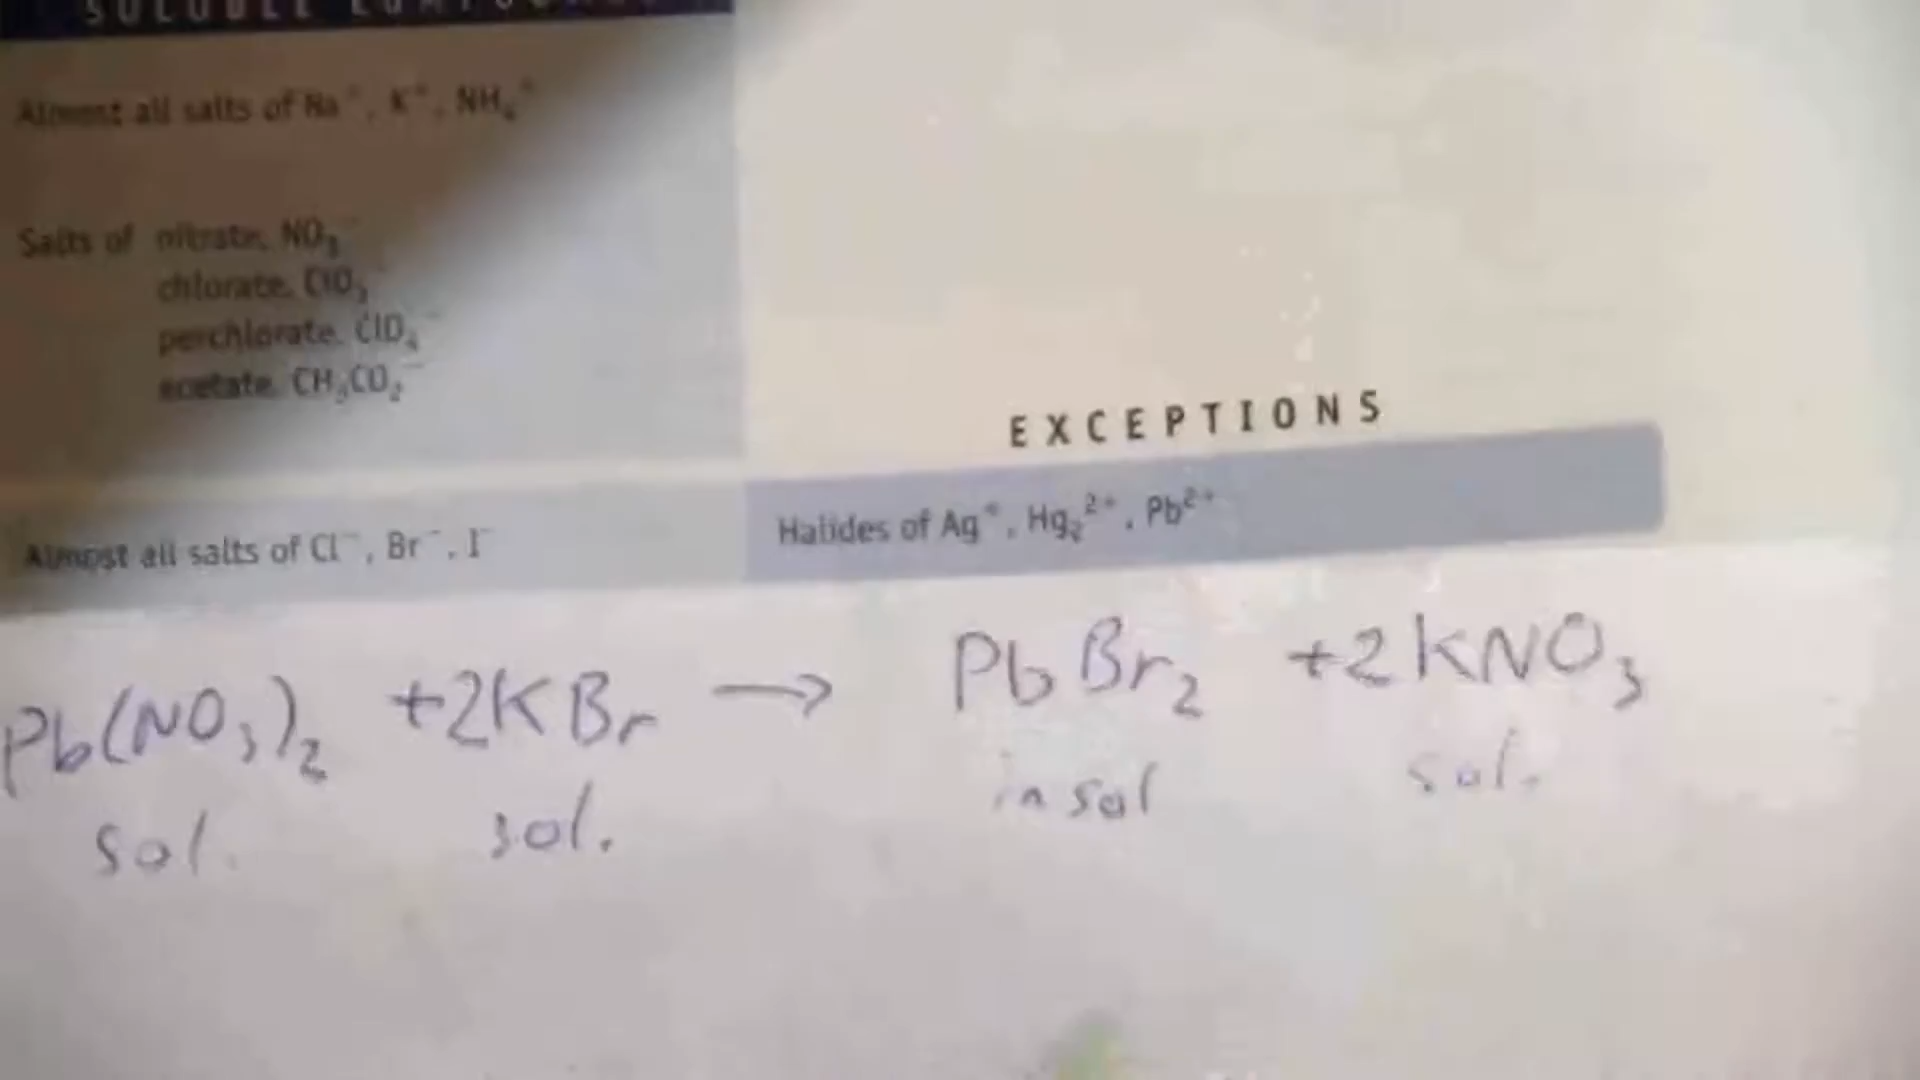 SOLUBLE COMPOUNDS
Almost all salts of Na⁺, K⁺, NH₄⁺
Salts of nitrate, NO₃⁻
chlorate, ClO₃⁻
perchlorate, ClO₄⁻
acetate, CH₃CO₂⁻
EXCEPTIONS
Almost all salts of Cl⁻, Br⁻, I⁻
Halides of Ag⁺, Hg₂²⁺, Pb²⁺
Pb(NO₃)₂ +2KBr → PbBr₂ +2KNO₃
sol. sol. insol sol.